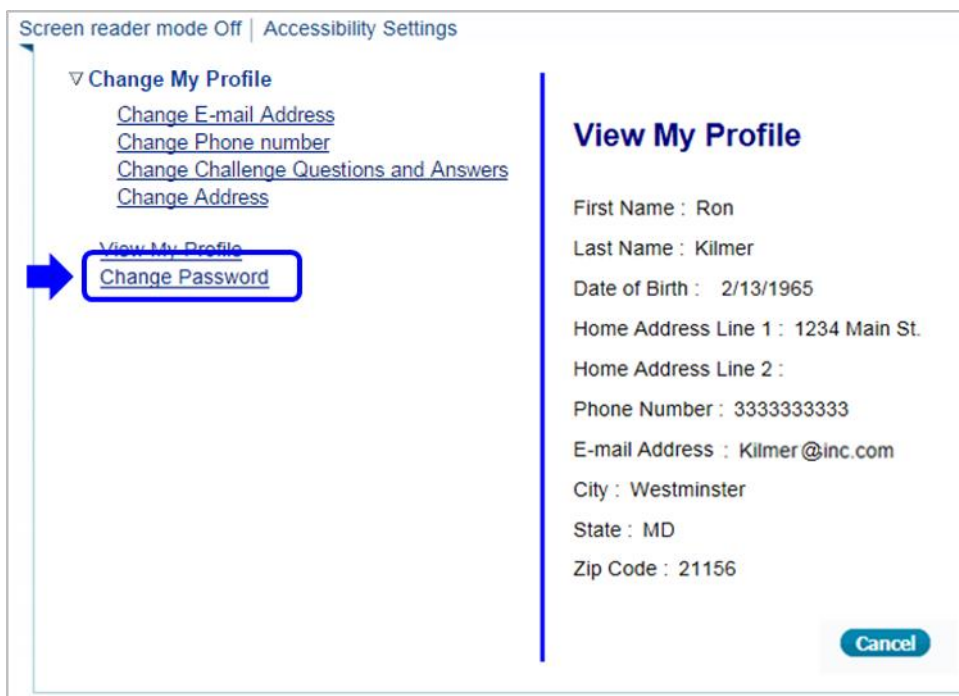 Screen reader mode Off | Accessibility Settings
Change My Profile
Change E-mail Address
Change Phone number
Change Challenge Questions and Answers
Change Address
View My Profile
Change Password
View My Profile
First Name : Ron
Last Name : Kilmer
Date of Birth : 2/13/1965
Home Address Line 1 : 1234 Main St.
Home Address Line 2 :
Phone Number : 3333333333
E-mail Address : Kilmer@inc.com
City : Westminster
State : MD
Zip Code : 21156
Cancel